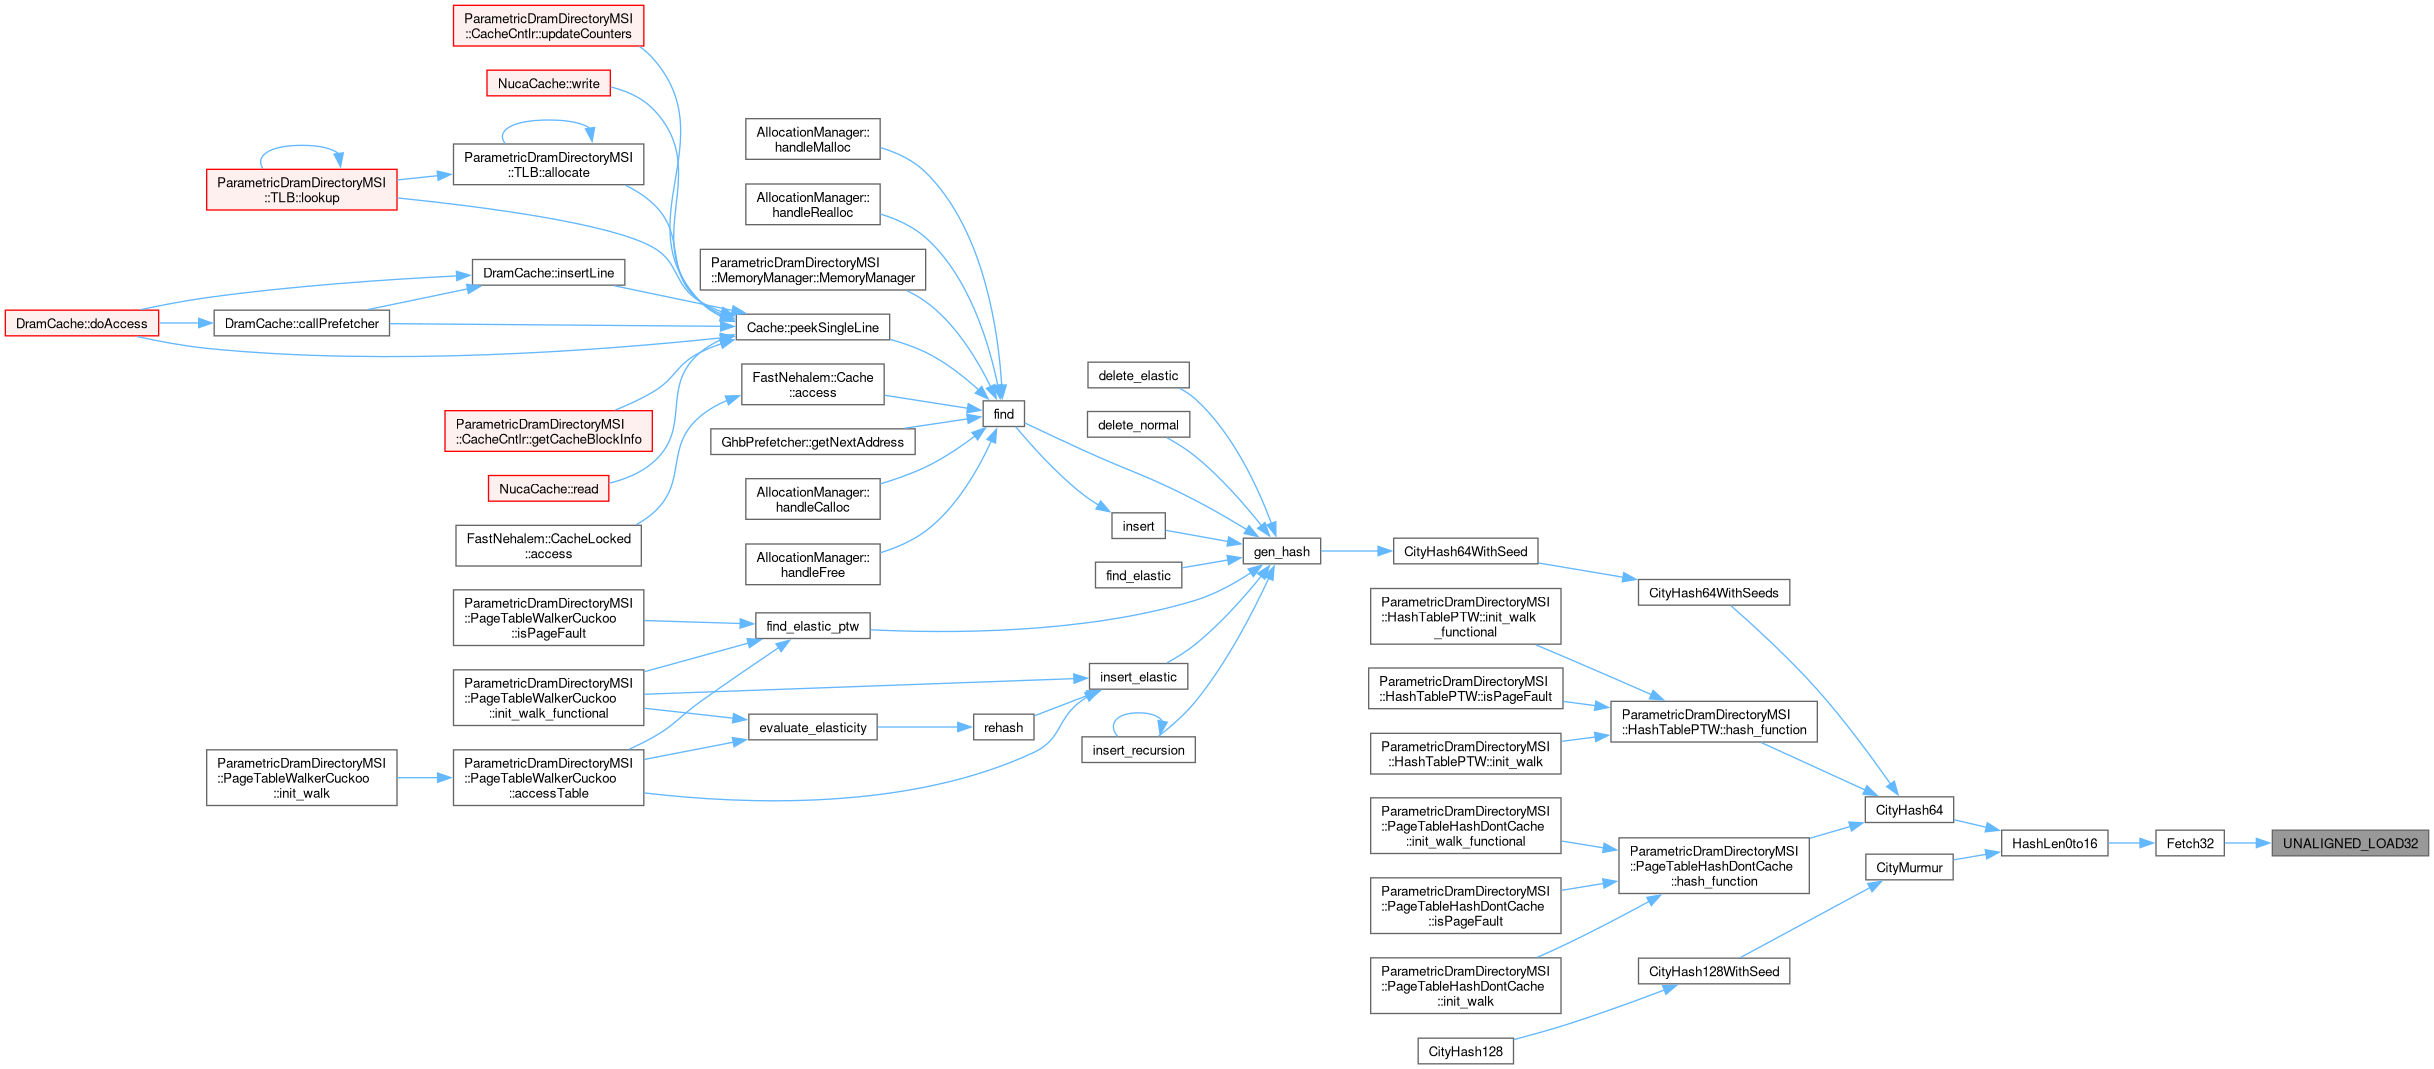 ParametricDramDirectoryMSI
::CacheCntlr::updateCounters
NucaCache::write
ParametricDramDirectoryMSI
::TLB::allocate
ParametricDramDirectoryMSI
::TLB::lookup
DramCache::insertLine
DramCache::doAccess
DramCache::callPrefetcher
ParametricDramDirectoryMSI
::CacheCntlr::getCacheBlockInfo
NucaCache::read
FastNehalem::CacheLocked
::access
ParametricDramDirectoryMSI
::PageTableWalkerCuckoo
::isPageFault
ParametricDramDirectoryMSI
::PageTableWalkerCuckoo
::init_walk_functional
ParametricDramDirectoryMSI
::PageTableWalkerCuckoo
::init_walk
ParametricDramDirectoryMSI
::PageTableWalkerCuckoo
::accessTable
AllocationManager::
handleMalloc
AllocationManager::
handleRealloc
ParametricDramDirectoryMSI
::MemoryManager::MemoryManager
Cache::peekSingleLine
FastNehalem::Cache
::access
GhbPrefetcher::getNextAddress
AllocationManager::
handleCalloc
AllocationManager::
handleFree
find_elastic_ptw
evaluate_elasticity
find
rehash
delete_elastic
delete_normal
insert
find_elastic
insert_elastic
insert_recursion
gen_hash
CityHash64WithSeed
ParametricDramDirectoryMSI
::HashTablePTW::init_walk
_functional
ParametricDramDirectoryMSI
::HashTablePTW::isPageFault
ParametricDramDirectoryMSI
::HashTablePTW::init_walk
ParametricDramDirectoryMSI
::PageTableHashDontCache
::init_walk_functional
ParametricDramDirectoryMSI
::PageTableHashDontCache
::isPageFault
ParametricDramDirectoryMSI
::PageTableHashDontCache
::init_walk
CityHash128
CityHash64WithSeeds
ParametricDramDirectoryMSI
::HashTablePTW::hash_function
ParametricDramDirectoryMSI
::PageTableHashDontCache
::hash_function
CityHash128WithSeed
CityHash64
CityMurmur
HashLen0to16
Fetch32
UNALIGNED_LOAD32